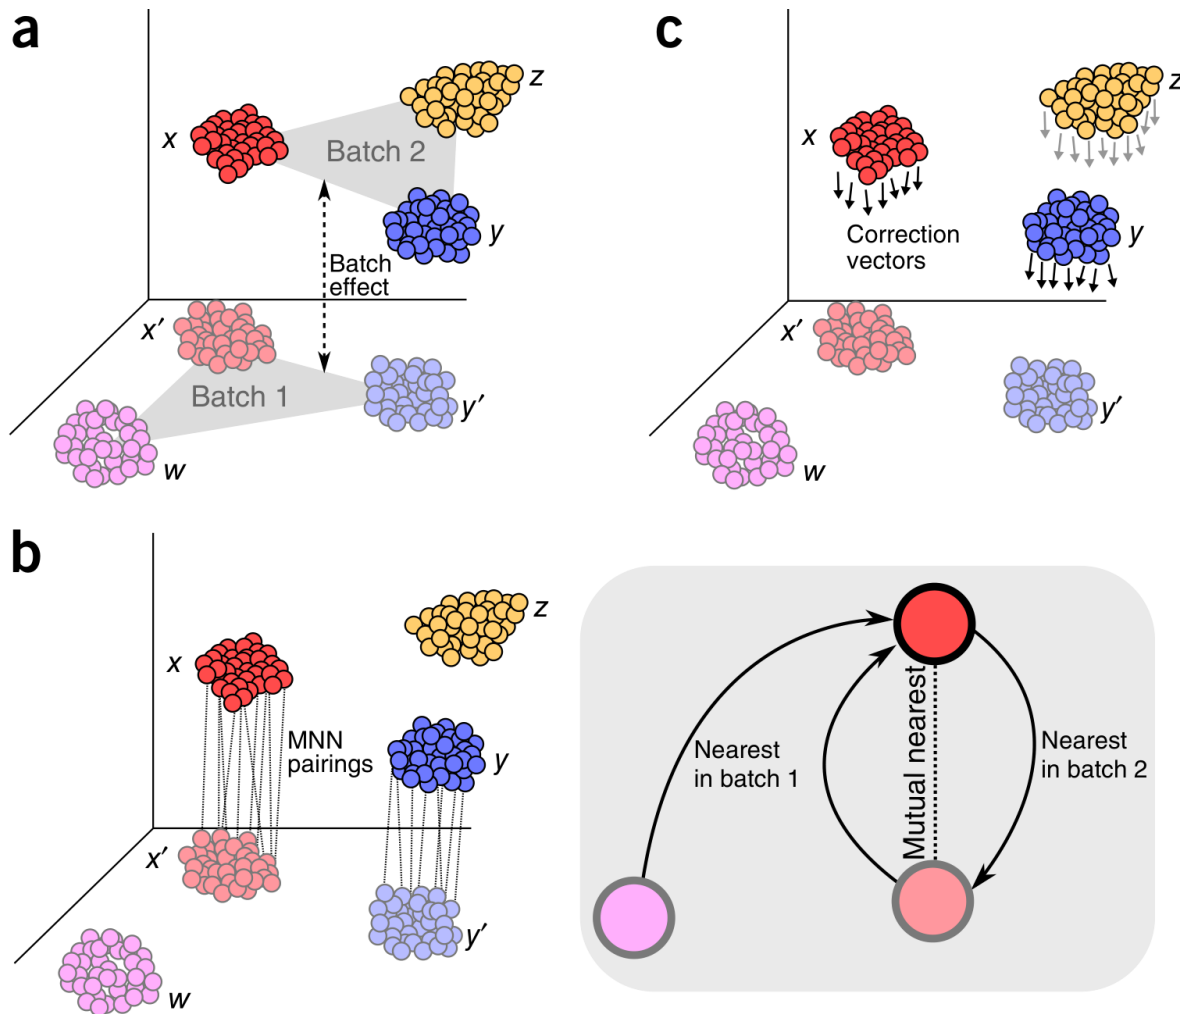 a
z
x
Batch 2
y
Batch
effect
x′
Batch 1
y′
w
c
z
x
y
Correction
vectors
x′
y′
w
b
z
x
MNN
pairings
y
x′
y′
w
Mutual nearest
Nearest
in batch 1
Nearest
in batch 2